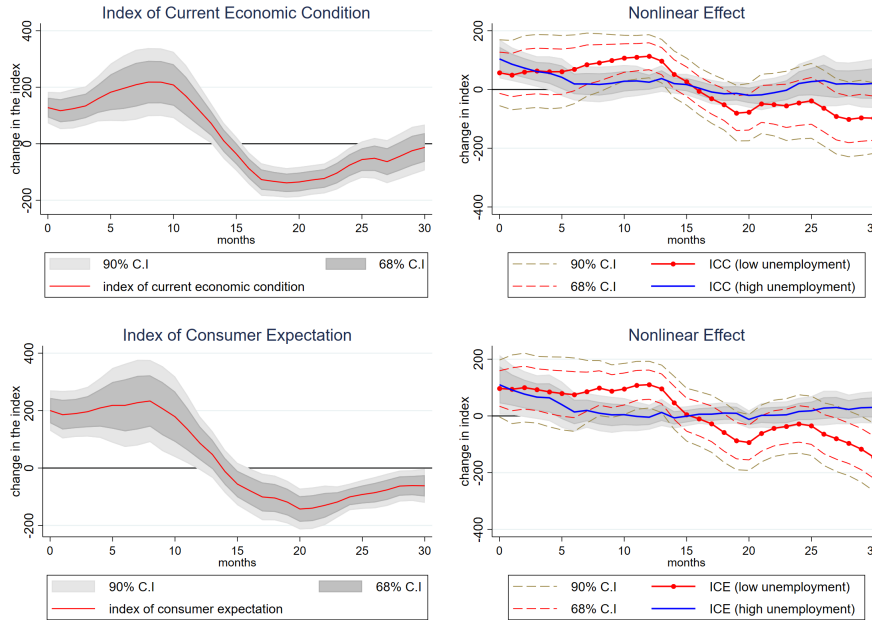 Index of Current Economic Condition
change in the index
400
200
0
-200
0 5 10 15 20 25 30
months
90% C.I 68% C.I
index of current economic condition
Nonlinear Effect
change in index
200
0
-200
-400
0 5 10 15 20 25 30
months
90% C.I ICC (low unemployment)
68% C.I ICC (high unemployment)
Index of Consumer Expectation
change in the index
400
200
0
-200
0 5 10 15 20 25 30
months
90% C.I 68% C.I
index of consumer expectation
Nonlinear Effect
change in index
200
0
-200
-400
0 5 10 15 20 25 30
months
90% C.I ICE (low unemployment)
68% C.I ICE (high unemployment)